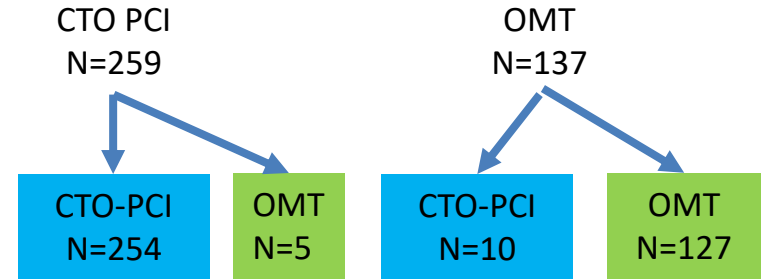 CTO PCI
N=259
OMT
N=137
CTO-PCI
N=254
OMT
N=5
CTO-PCI
N=10
OMT
N=127